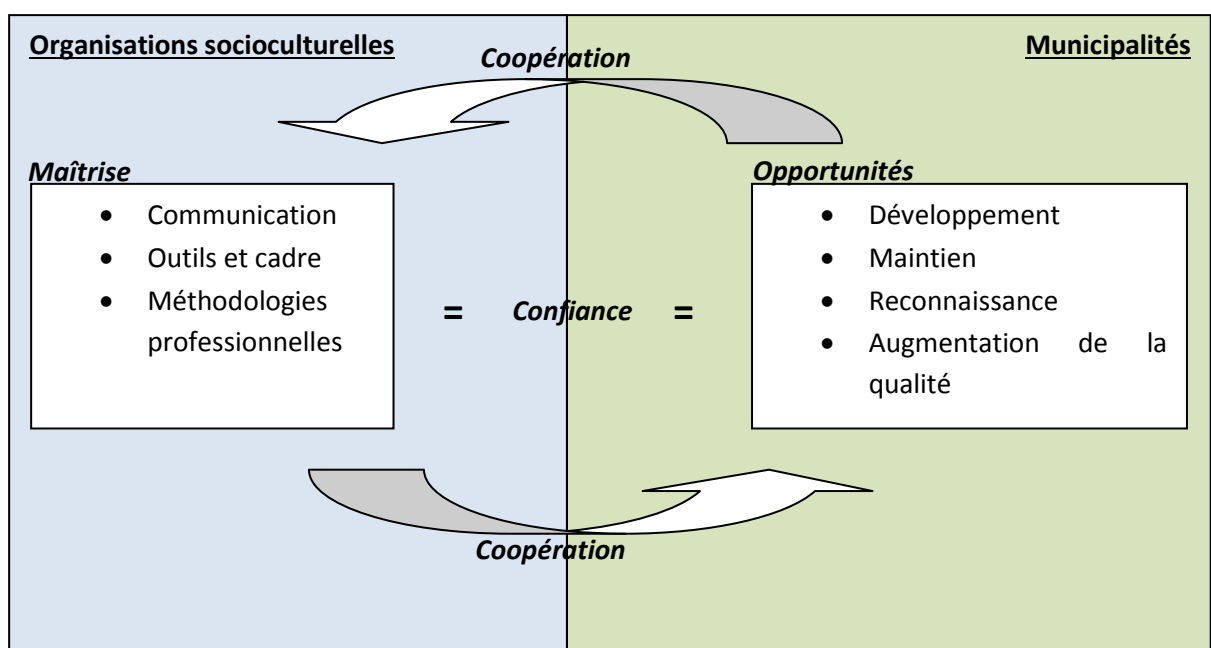 Organisations socioculturelles
Municipalités
Coopération
Maîtrise
• Communication
• Outils et cadre
• Méthodologies
professionnelles
= Confiance =
Opportunités
• Développement
• Maintien
• Reconnaissance
• Augmentation de la
qualité
Coopération